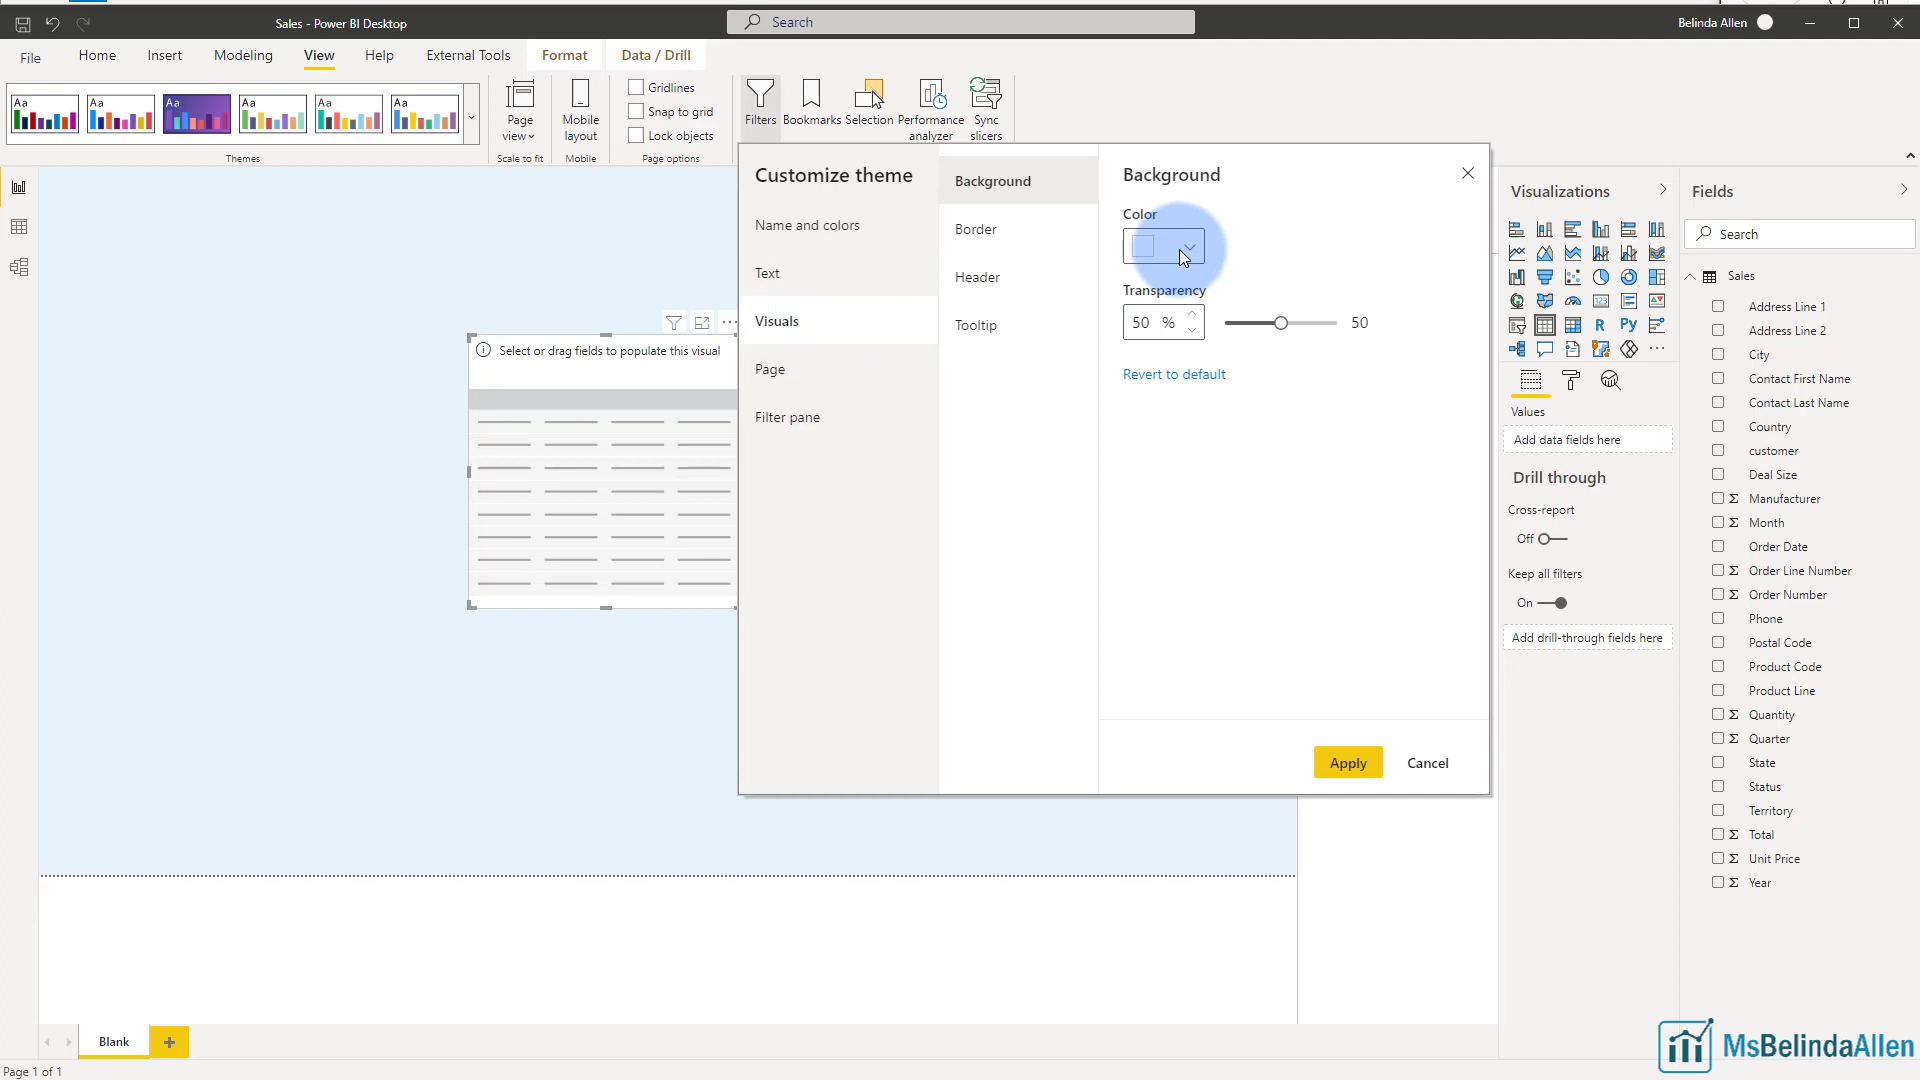 Sales - Power BI Desktop
Search
Belinda Allen
File
Home
Insert
Modeling
View
Help
External Tools
Format
Data / Drill
Aa
Aa
Aa
Aa
Aa
Aa
Themes
Page view
Scale to fit
Mobile layout
Mobile
Gridlines
Snap to grid
Lock objects
Page options
Filters
Bookmarks
Selection
Performance analyzer
Sync slicers
Select or drag fields to populate this visual
Customize theme
Name and colors
Text
Visuals
Page
Filter pane
Background
Border
Header
Tooltip
Background
Color
Transparency
50 %
50
Revert to default
Apply
Cancel
Visualizations
R
Py
Values
Add data fields here
Drill through
Cross-report
Off
Keep all filters
On
Add drill-through fields here
Fields
Search
Sales
Address Line 1
Address Line 2
City
Contact First Name
Contact Last Name
Country
customer
Deal Size
Σ Manufacturer
Σ Month
Order Date
Σ Order Line Number
Σ Order Number
Phone
Postal Code
Product Code
Product Line
Σ Quantity
Σ Quarter
State
Status
Territory
Σ Total
Σ Unit Price
Σ Year
Blank
Page 1 of 1
MsBelindaAllen